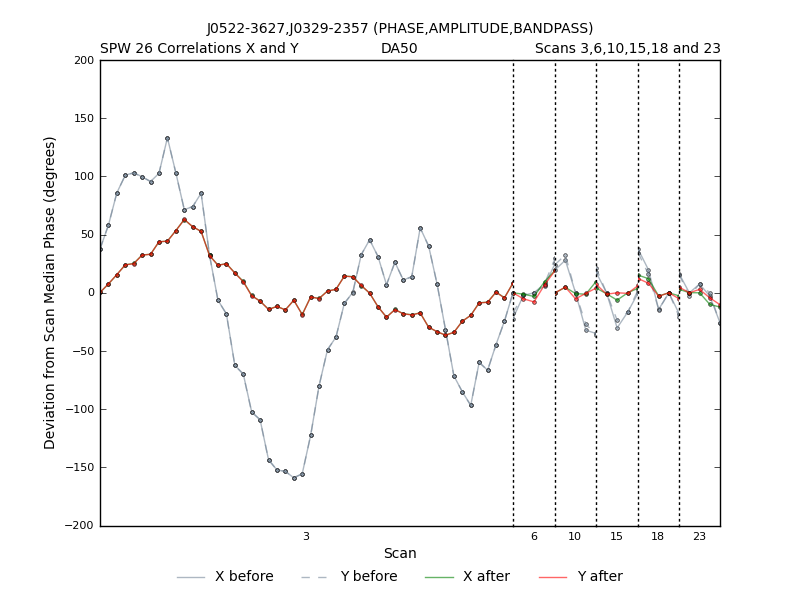 J0522-3627,J0329-2357 (PHASE,AMPLITUDE,BANDPASS)
SPW 26 Correlations X and Y DA50 Scans 3,6,10,15,18 and 23
200
150
100
50
0
−50
−100
−150
−200
Deviation from Scan Median Phase (degrees)
3 6 10 15 18 23
Scan
X before Y before X after Y after